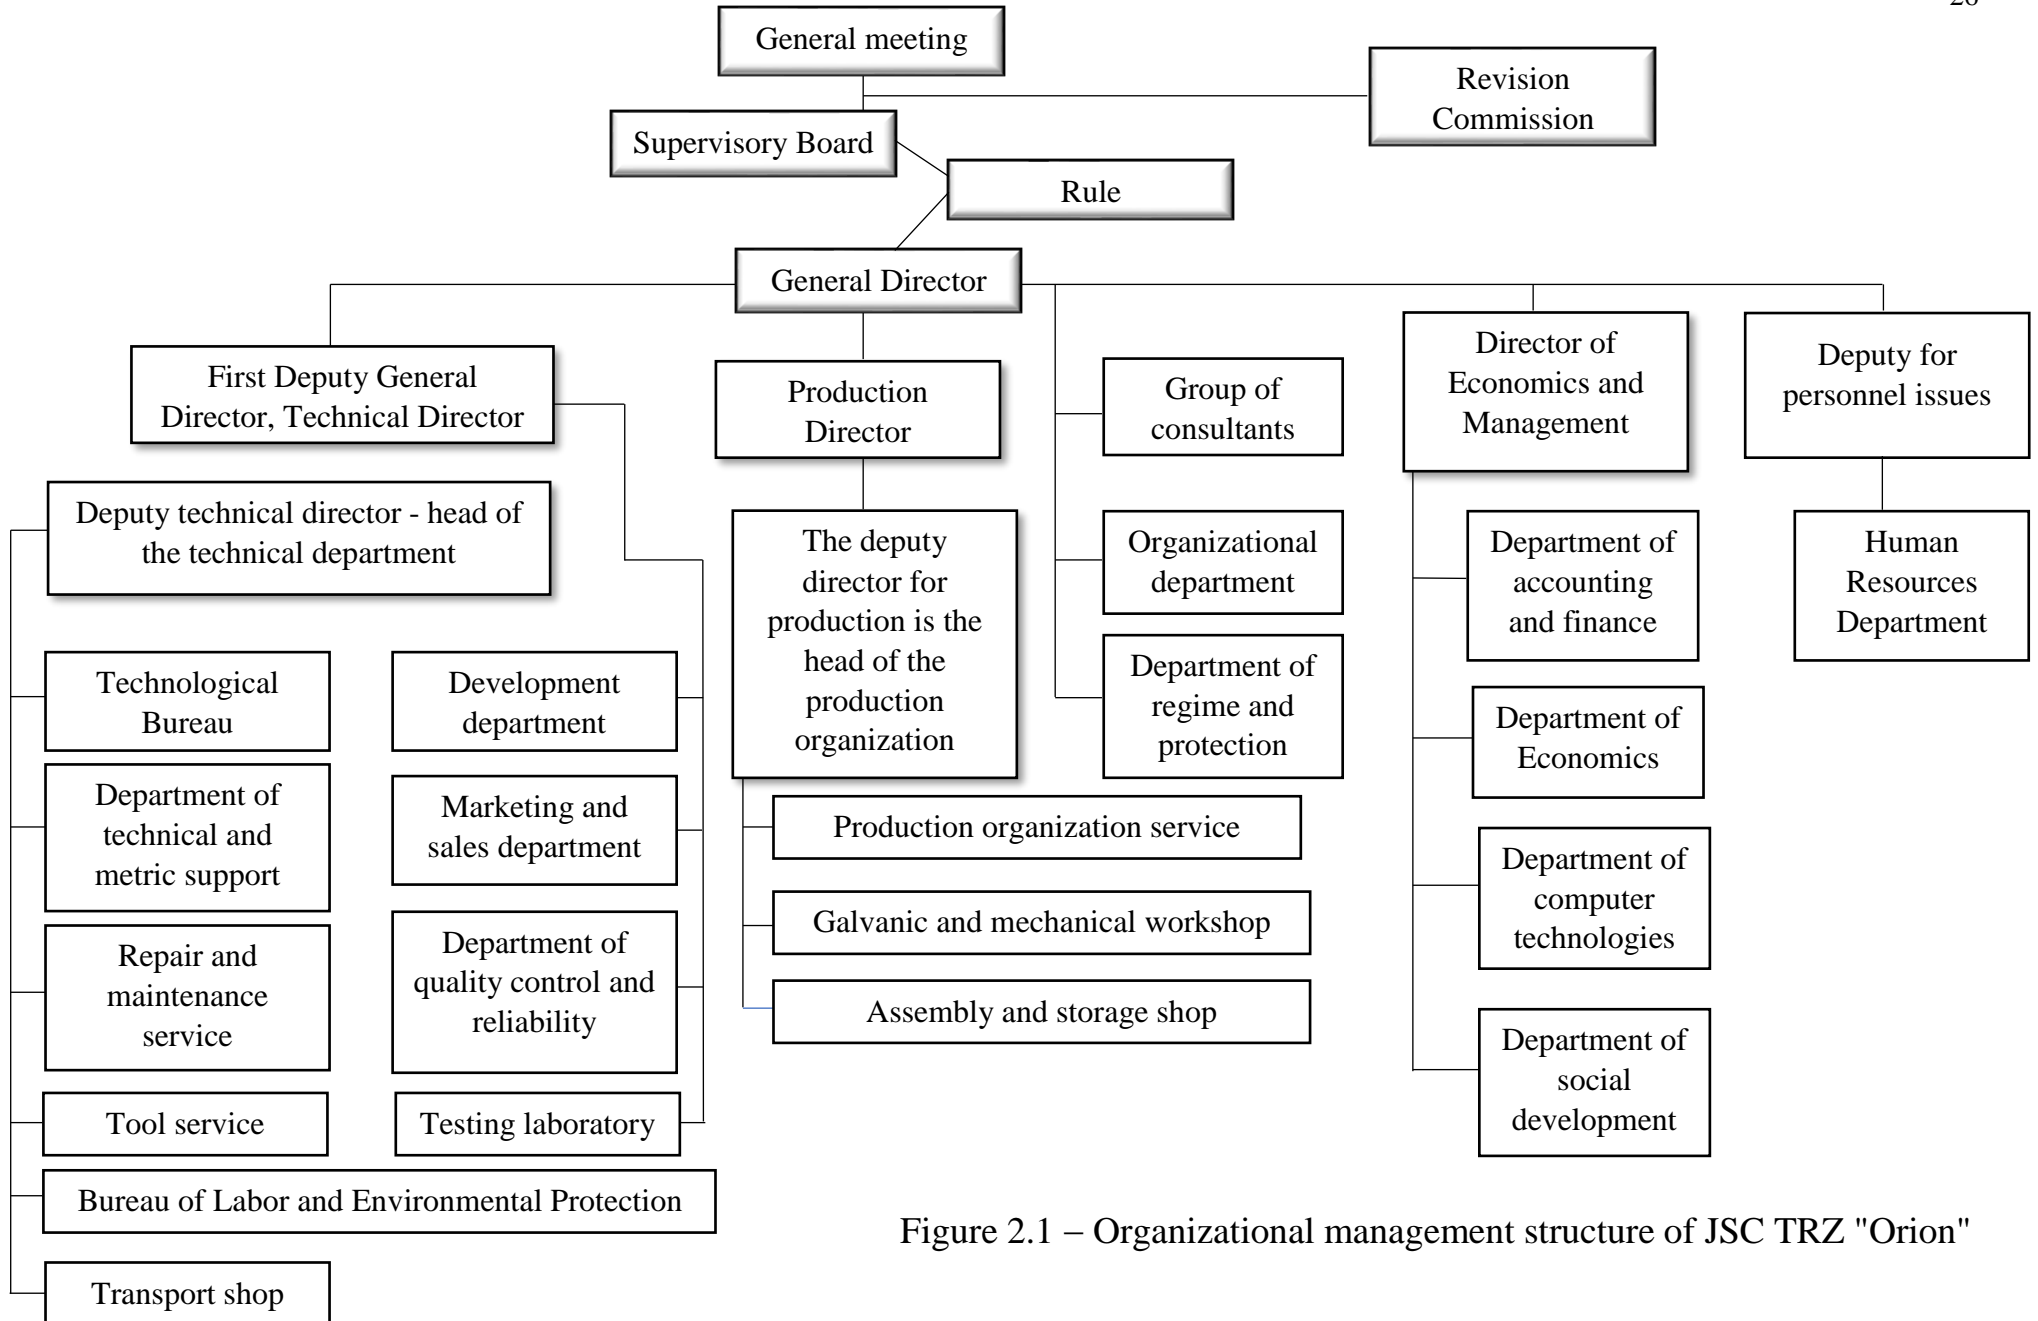 General meeting
Revision
Commission
Supervisory Board
Rule
General Director
First Deputy General
Director, Technical Director
Production
Director
Group of
consultants
Director of
Economics and
Management
Deputy for
personnel issues
Deputy technical director - head of
the technical department
The deputy
director for
production is the
head of the
production
organization
Organizational
department
Department of
regime and
protection
Department of
accounting
and finance
Human
Resources
Department
Technological
Bureau
Development
department
Department of
Economics
Department of
technical and
metric support
Marketing and
sales department
Production organization service
Department of
computer
technologies
Repair and
maintenance
service
Department of
quality control and
reliability
Galvanic and mechanical workshop
Assembly and storage shop
Department of
social
development
Tool service
Testing laboratory
Bureau of Labor and Environmental Protection
Transport shop
Figure 2.1 – Organizational management structure of JSC TRZ "Orion"